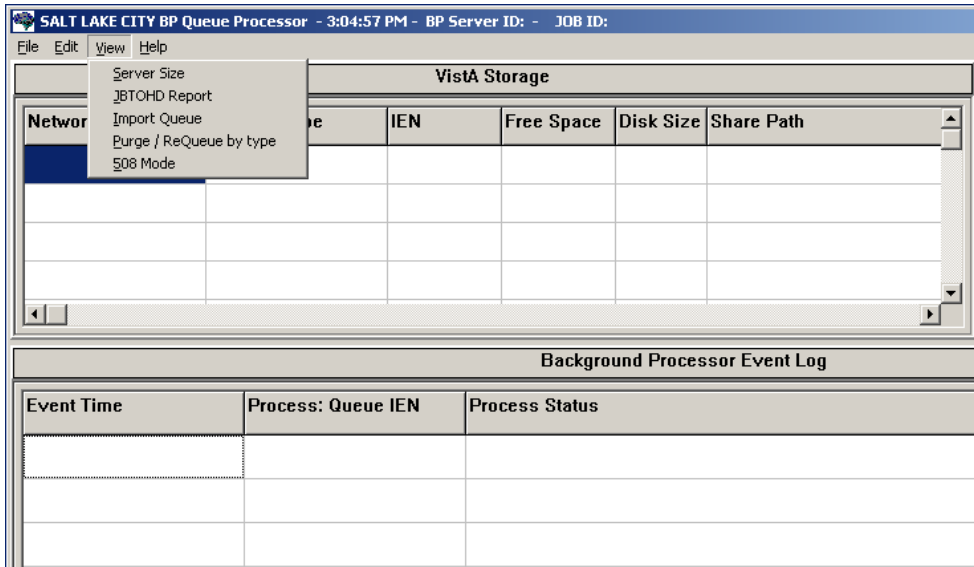 SALT LAKE CITY BP Queue Processor - 3:04:57 PM - BP Server ID: - JOB ID:
File Edit View Help
Server Size
JBTOHD Report
Import Queue
Purge / ReQueue by type
508 Mode
VistA Storage
IEN Free Space Disk Size Share Path
Background Processor Event Log
Event Time Process: Queue IEN Process Status